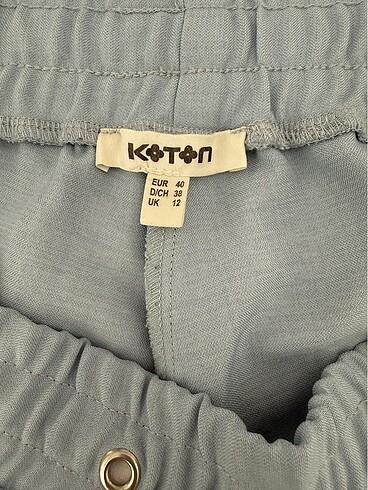 KOTON
EUR 40
D/CH 38
UK 12